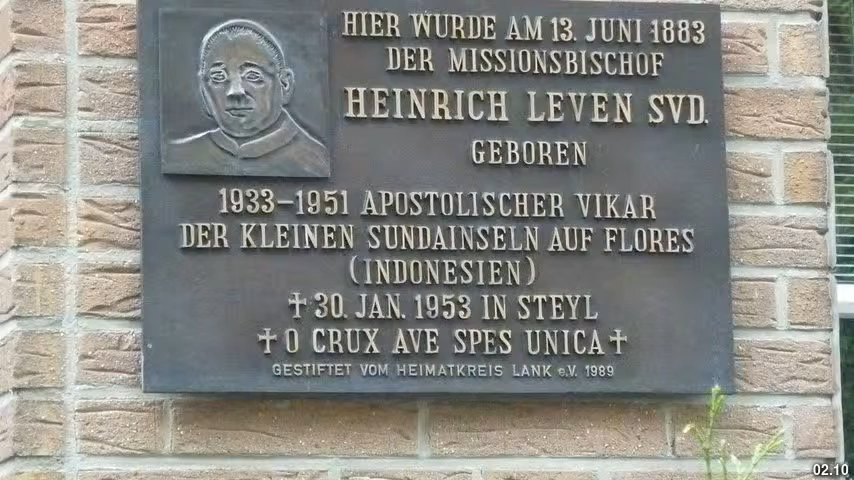 HIER WURDE AM 13. JUNI 1883
DER MISSIONSBISCHOF
HEINRICH LEVEN SVD.
GEBOREN
1933–1951 APOSTOLISCHER VIKAR
DER KLEINEN SUNDAINSELN AUF FLORES
(INDONESIEN)
✝ 30. JAN. 1953 IN STEYL
✝ O CRUX AVE SPES UNICA ✝
GESTIFTET VOM HEIMATKREIS LANK e.V. 1989
02.10